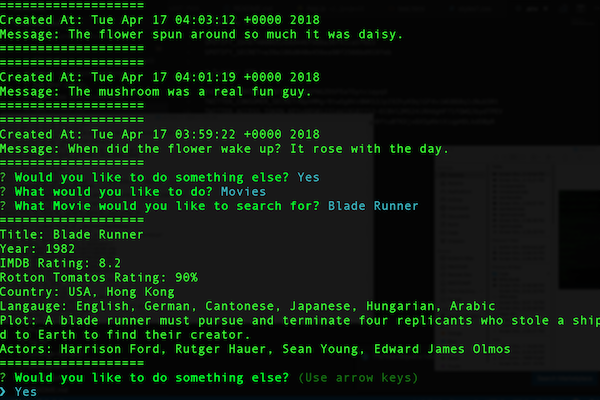 ====================
Created At: Tue Apr 17 04:03:12 +0000 2018
Message: The flower spun around so much it was daisy.
====================
====================
Created At: Tue Apr 17 04:01:19 +0000 2018
Message: The mushroom was a real fun guy.
====================
====================
Created At: Tue Apr 17 03:59:22 +0000 2018
Message: When did the flower wake up? It rose with the day.
====================
? Would you like to do something else? Yes
? What would you like to do? Movies
? What Movie would you like to search for? Blade Runner
====================
Title: Blade Runner
Year: 1982
IMDB Rating: 8.2
Rotton Tomatos Rating: 90%
Country: USA, Hong Kong
Langauge: English, German, Cantonese, Japanese, Hungarian, Arabic
Plot: A blade runner must pursue and terminate four replicants who stole a ship
d to Earth to find their creator.
Actors: Harrison Ford, Rutger Hauer, Sean Young, Edward James Olmos
====================
? Would you like to do something else? (Use arrow keys)
❯ Yes